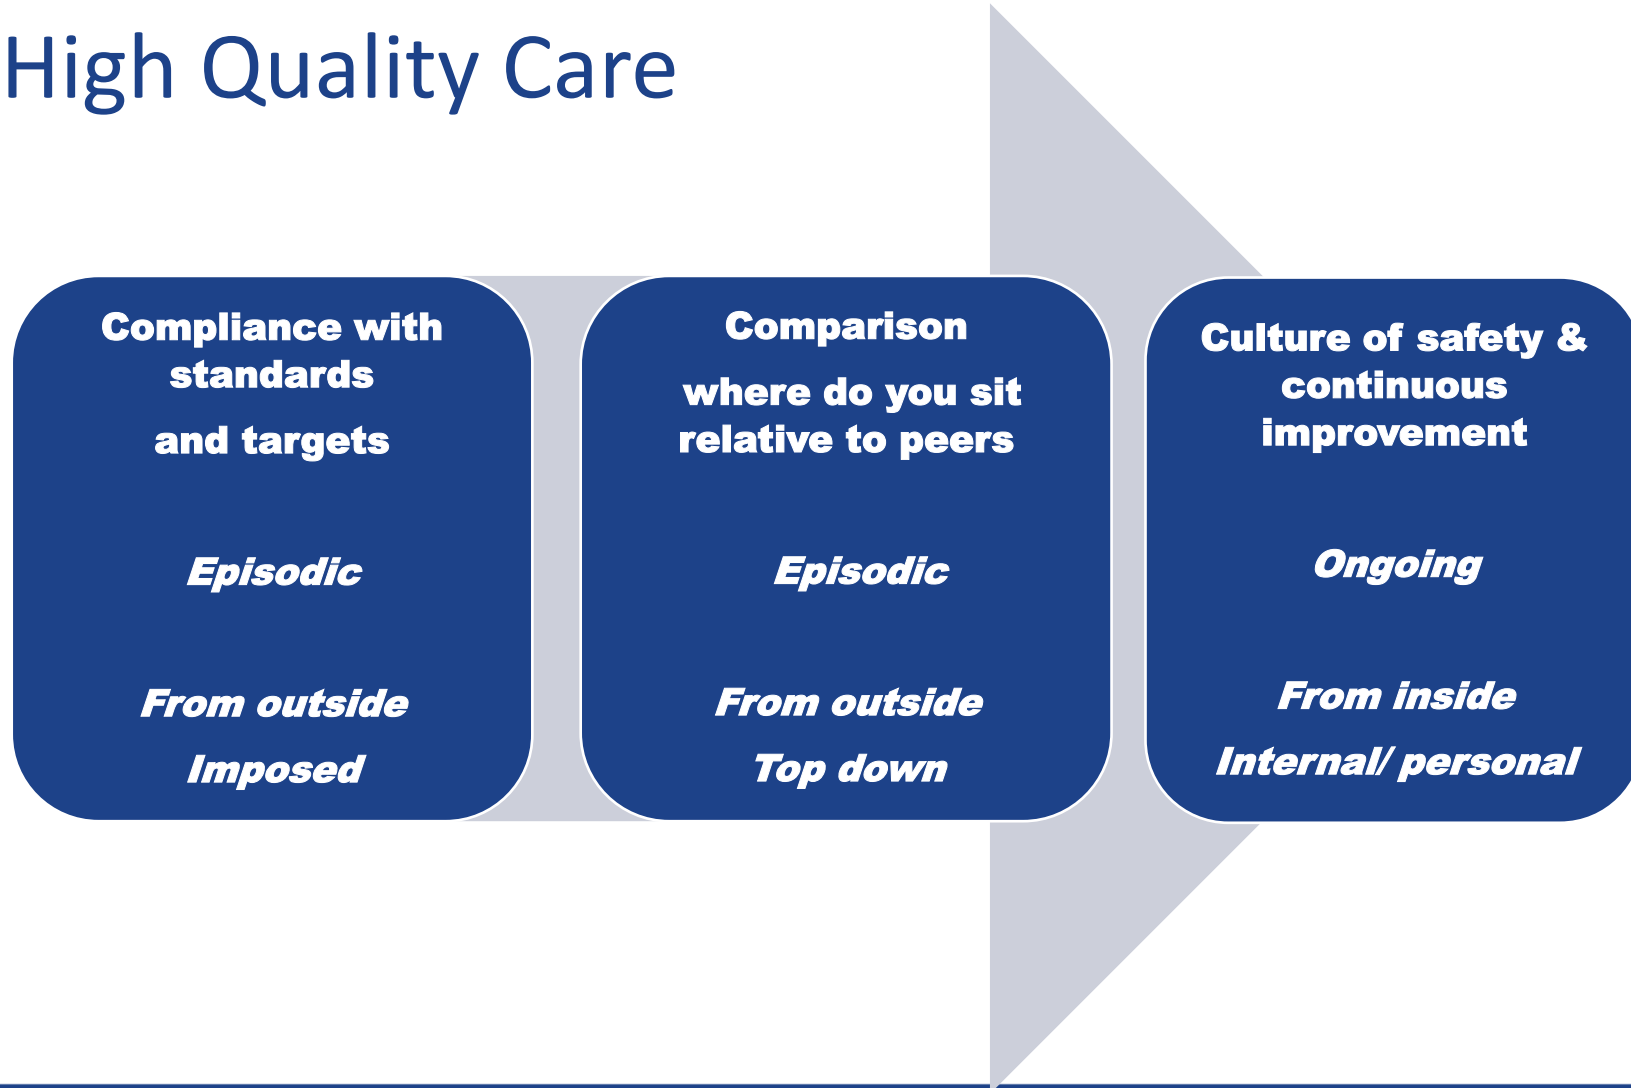 High Quality Care
Compliance with
standards
and targets
Episodic
From outside
Imposed
Comparison
where do you sit
relative to peers
Episodic
From outside
Top down
Culture of safety &
continuous
improvement
Ongoing
From inside
Internal/ personal